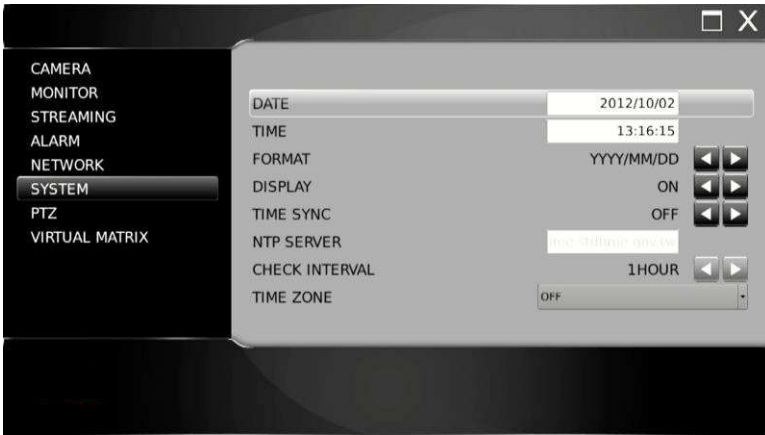 CAMERA
MONITOR
STREAMING
ALARM
NETWORK
SYSTEM
PTZ
VIRTUAL MATRIX
DATE 2012/10/02
TIME 13:16:15
FORMAT YYYY/MM/DD
DISPLAY ON
TIME SYNC OFF
NTP SERVER
CHECK INTERVAL 1HOUR
TIME ZONE OFF